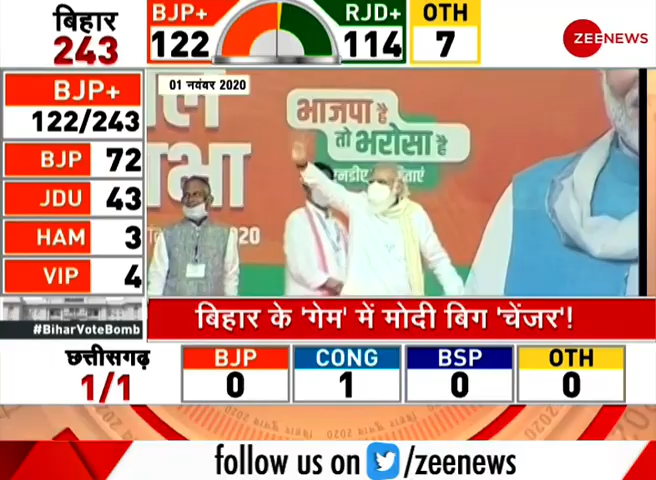 बिहार
243
BJP+
122
RJD+
114
OTH
7
ZEENEWS
BJP+
122/243
BJP 72
JDU 43
HAM 3
VIP 4
#BiharVoteBomb
01 नवंबर 2020
भाजपा है
तो भरोसा है
2020
बिहार के 'गेम' में मोदी बिग 'चेंजर'!
छत्तीसगढ़
1/1
BJP
0
CONG
1
BSP
0
OTH
0
follow us on /zeenews